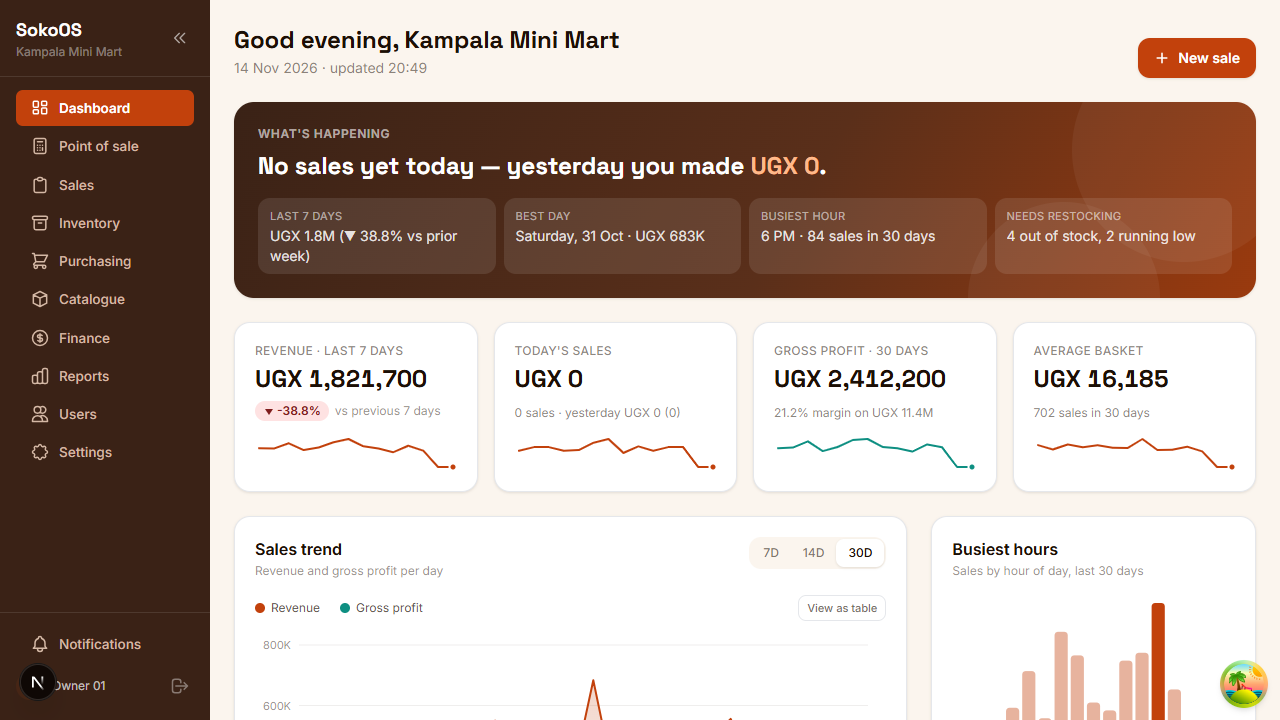 SokoOS
Kampala Mini Mart
Dashboard
Point of sale
Sales
Inventory
Purchasing
Catalogue
Finance
Reports
Users
Settings
Notifications
N
Owner 01
Good evening, Kampala Mini Mart
14 Nov 2026 · updated 20:49
+ New sale
WHAT'S HAPPENING
No sales yet today — yesterday you made UGX 0.
LAST 7 DAYS
UGX 1.8M (▼ 38.8% vs prior
week)
BEST DAY
Saturday, 31 Oct · UGX 683K
BUSIEST HOUR
6 PM · 84 sales in 30 days
NEEDS RESTOCKING
4 out of stock, 2 running low
REVENUE · LAST 7 DAYS
UGX 1,821,700
▼ -38.8% vs previous 7 days
TODAY'S SALES
UGX 0
0 sales · yesterday UGX 0 (0)
GROSS PROFIT · 30 DAYS
UGX 2,412,200
21.2% margin on UGX 11.4M
AVERAGE BASKET
UGX 16,185
702 sales in 30 days
Sales trend
Revenue and gross profit per day
7D 14D 30D
Revenue Gross profit
View as table
800K
600K
Busiest hours
Sales by hour of day, last 30 days